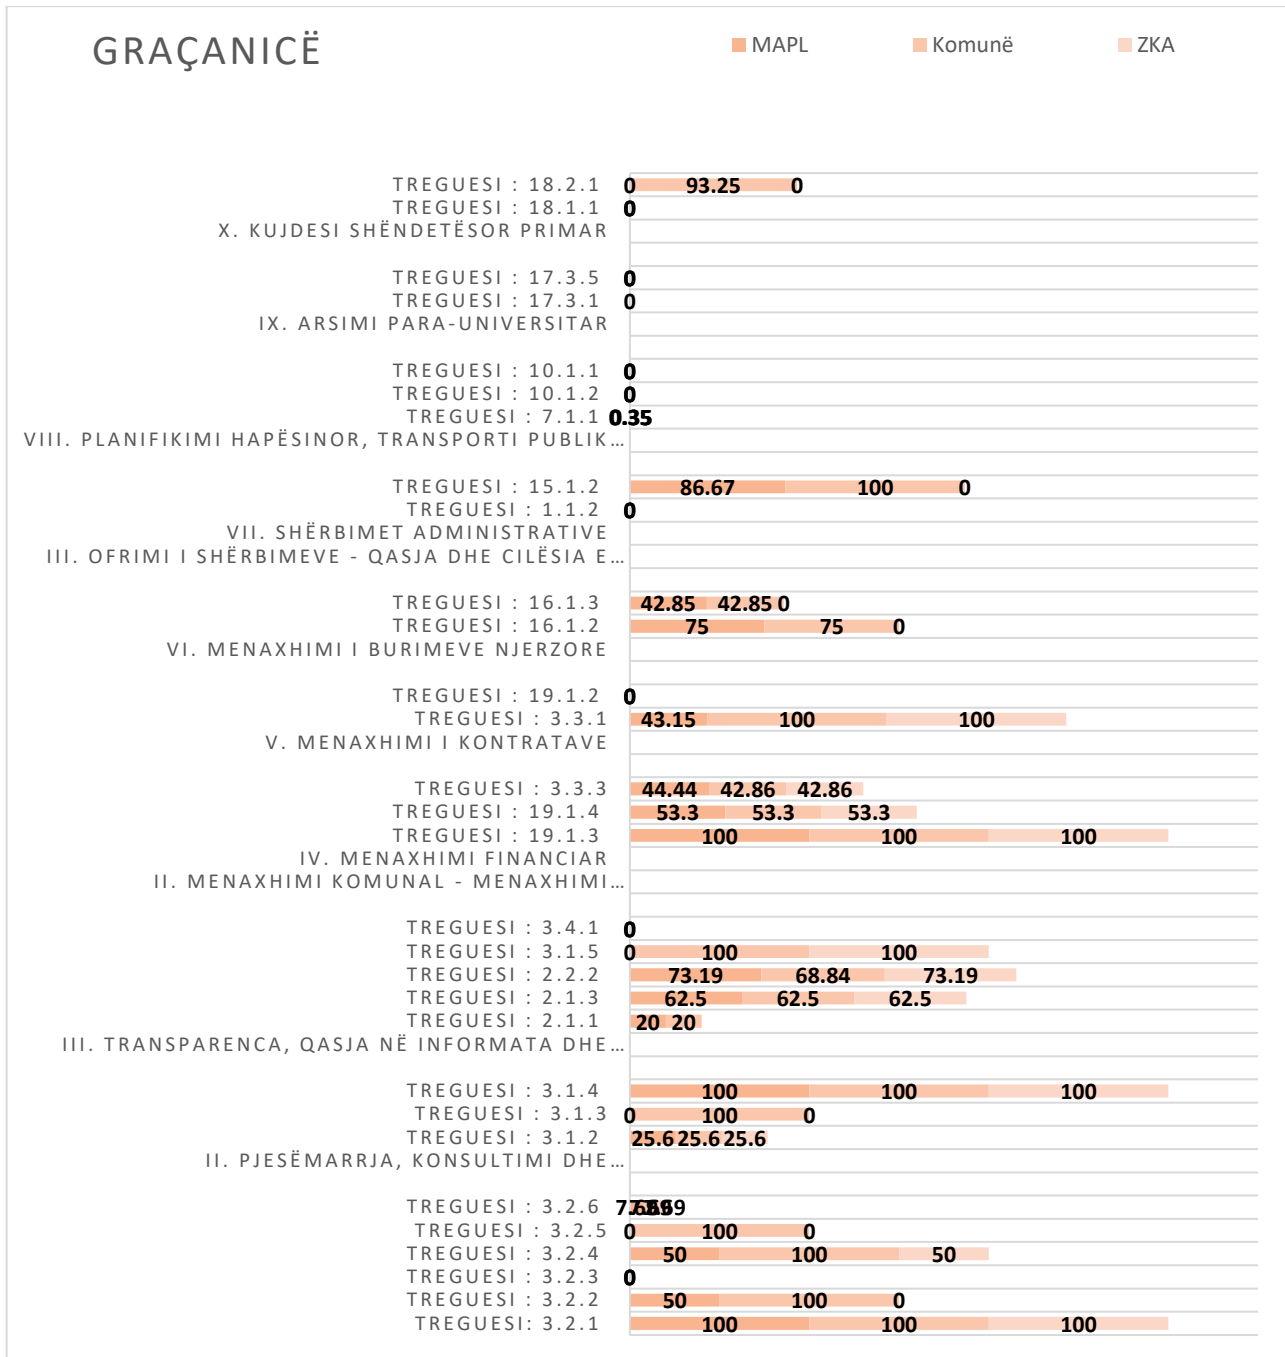 GRAÇANICË
MAPL Komunë ZKA
TREGUESI : 18.2.1 0 93.25 0
TREGUESI : 18.1.1 0
X. KUJDESI SHËNDETËSOR PRIMAR
TREGUESI : 17.3.5 0
TREGUESI : 17.3.1 0
IX. ARSIMI PARA-UNIVERSITAR
TREGUESI : 10.1.1 0
TREGUESI : 10.1.2 0
TREGUESI : 7.1.1 0.35
VIII. PLANIFIKIMI HAPËSINOR, TRANSPORTI PUBLIK…
TREGUESI : 15.1.2 86.67 100 0
TREGUESI : 1.1.2 0
VII. SHËRBIMET ADMINISTRATIVE
III. OFRIMI I SHËRBIMEVE - QASJA DHE CILËSIA E…
TREGUESI : 16.1.3 42.85 42.85 0
TREGUESI : 16.1.2 75 75 0
VI. MENAXHIMI I BURIMEVE NJERZORE
TREGUESI : 19.1.2 0
TREGUESI : 3.3.1 43.15 100 100
V. MENAXHIMI I KONTRATAVE
TREGUESI : 3.3.3 44.44 42.86 42.86
TREGUESI : 19.1.4 53.3 53.3 53.3
TREGUESI : 19.1.3 100 100 100
IV. MENAXHIMI FINANCIAR
II. MENAXHIMI KOMUNAL - MENAXHIMI…
TREGUESI : 3.4.1 0
TREGUESI : 3.1.5 0 100 100
TREGUESI : 2.2.2 73.19 68.84 73.19
TREGUESI : 2.1.3 62.5 62.5 62.5
TREGUESI : 2.1.1 20 20
III. TRANSPARENCA, QASJA NË INFORMATA DHE…
TREGUESI : 3.1.4 100 100 100
TREGUESI : 3.1.3 0 100 0
TREGUESI : 3.1.2 25.6 25.6 25.6
II. PJESËMARRJA, KONSULTIMI DHE…
TREGUESI : 3.2.6
TREGUESI : 3.2.5 0 100 0
TREGUESI : 3.2.4 50 100 50
TREGUESI : 3.2.3 0
TREGUESI : 3.2.2 50 100 0
TREGUESI: 3.2.1 100 100 100